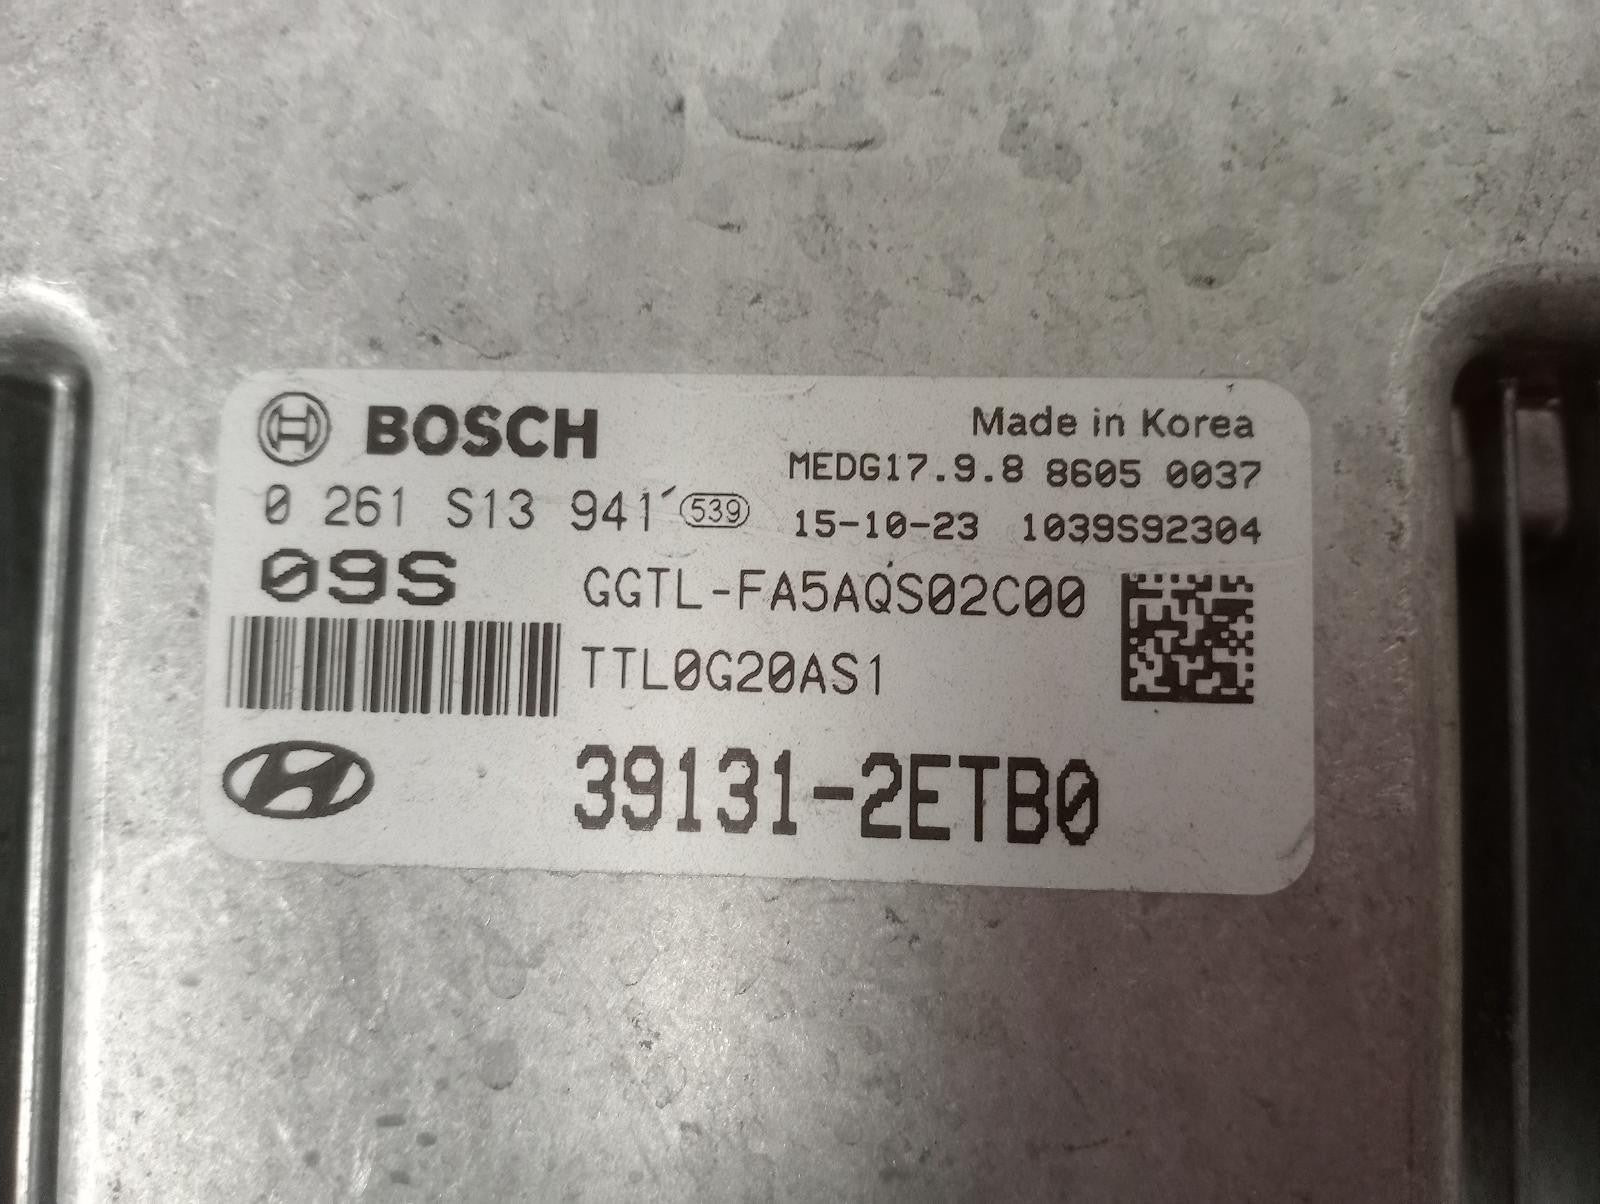 BOSCH
Made in Korea
MEDG17.9.8 8605 0037
0 261 S13 941 539
15-10-23 1039S92304
09S
GGTL-FA5AQS02C00
TTL0G20AS1
39131-2ETB0